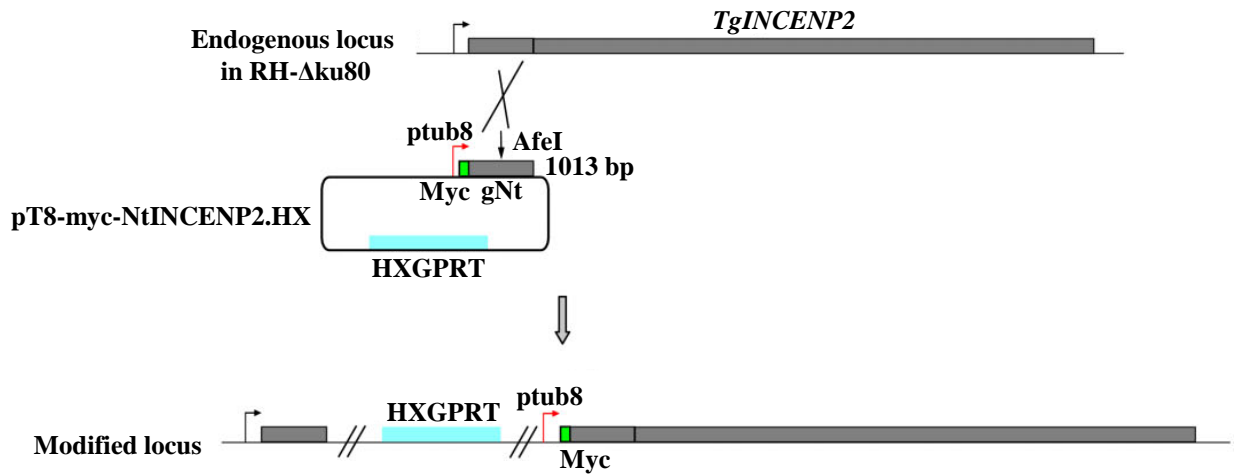 TgINCENP2
Endogenous locus
in RH-Δku80
ptub8
AfeI
1013 bp
Myc gNt
pT8-myc-NtINCENP2.HX
HXGPRT
HXGPRT
ptub8
Modified locus
Myc